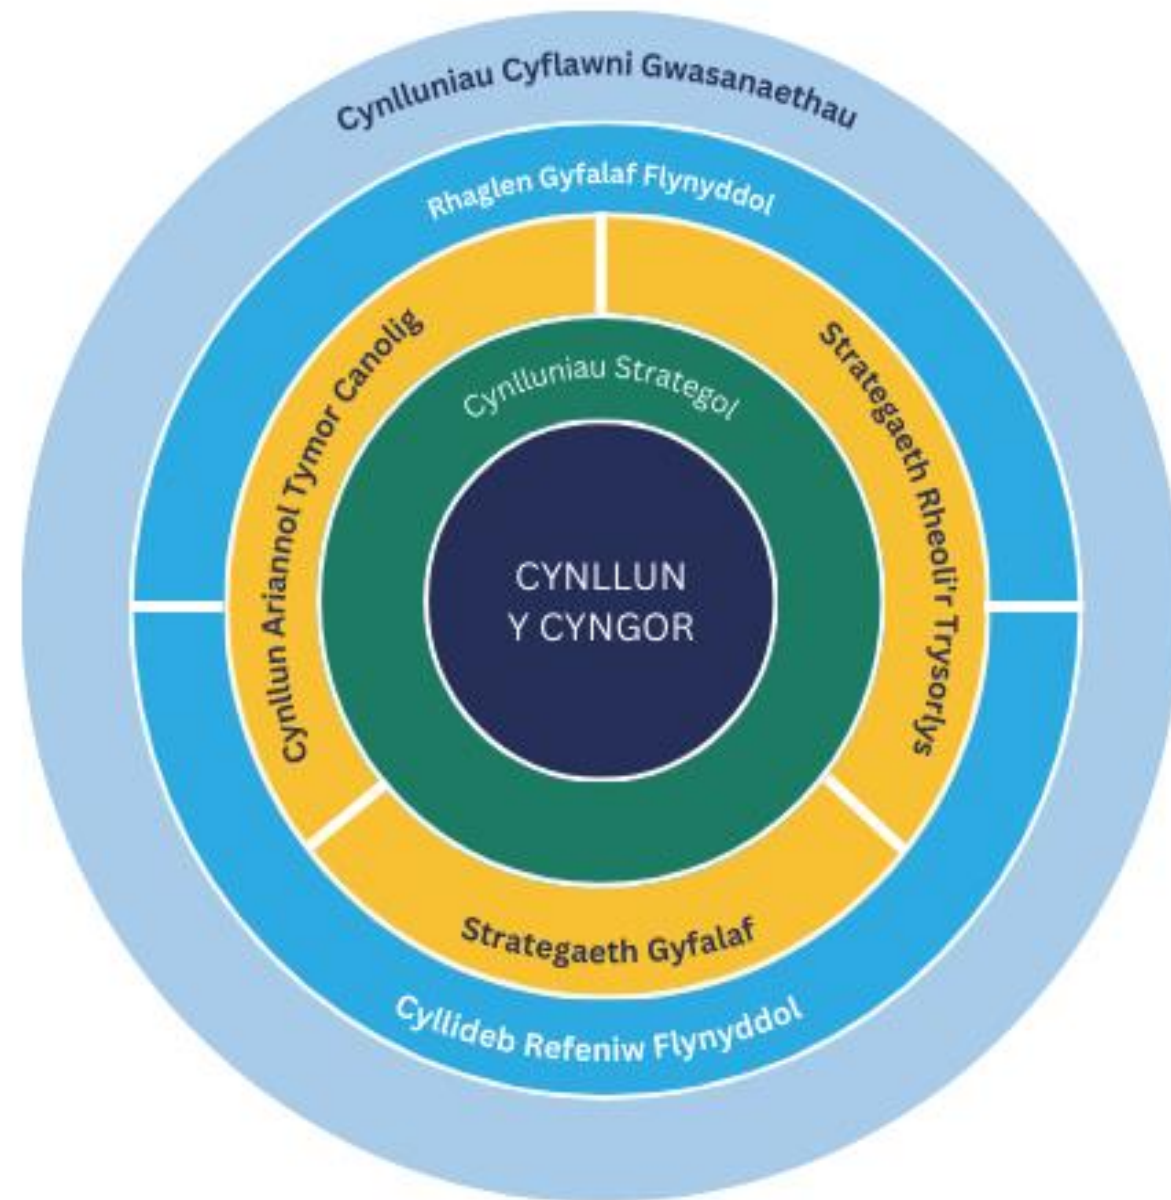 Cynlluniau Cyflawni Gwasanaethau
Rhaglen Gyfalaf Flynyddol
Cynllun Ariannol Tymor Canolig
Strategaeth Rheoli'r Trysorlys
Cynlluniau Strategol
CYNLLUN
Y CYNGOR
Strategaeth Gyfalaf
Cyllideb Refeniw Flynyddol